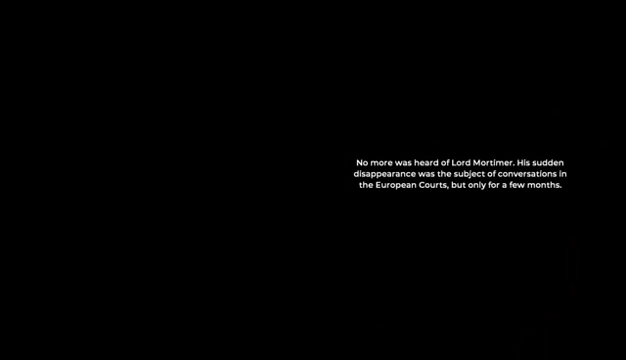 No more was heard of Lord Mortimer. His sudden
disappearance was the subject of conversations in
the European Courts, but only for a few months.